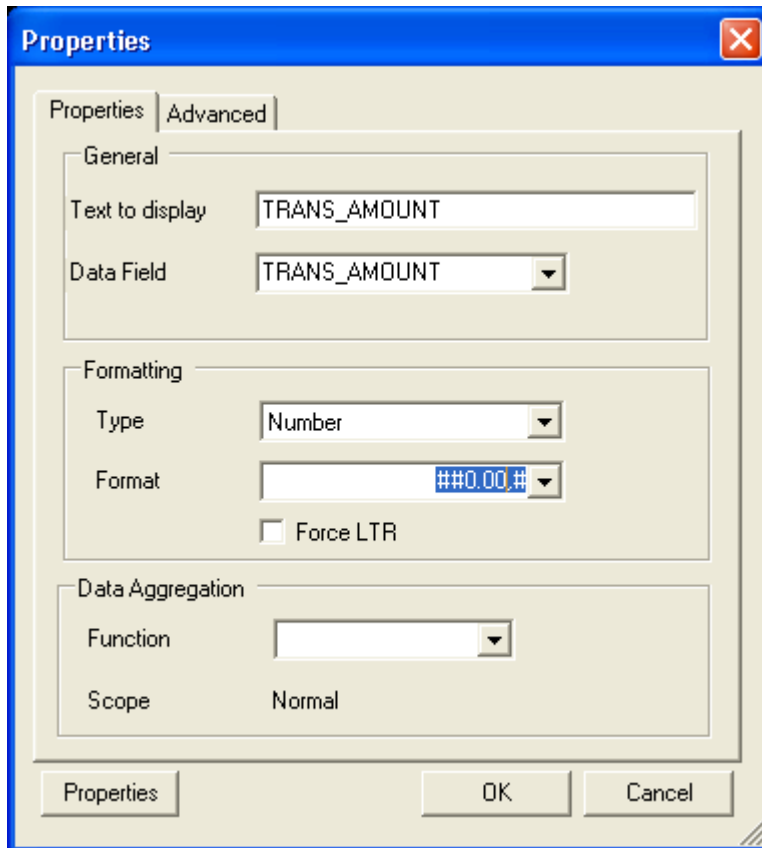 Properties
Properties Advanced
General
Text to display TRANS_AMOUNT
Data Field TRANS_AMOUNT
Formatting
Type Number
Format ##0.00,#
Force LTR
Data Aggregation
Function
Scope Normal
Properties OK Cancel